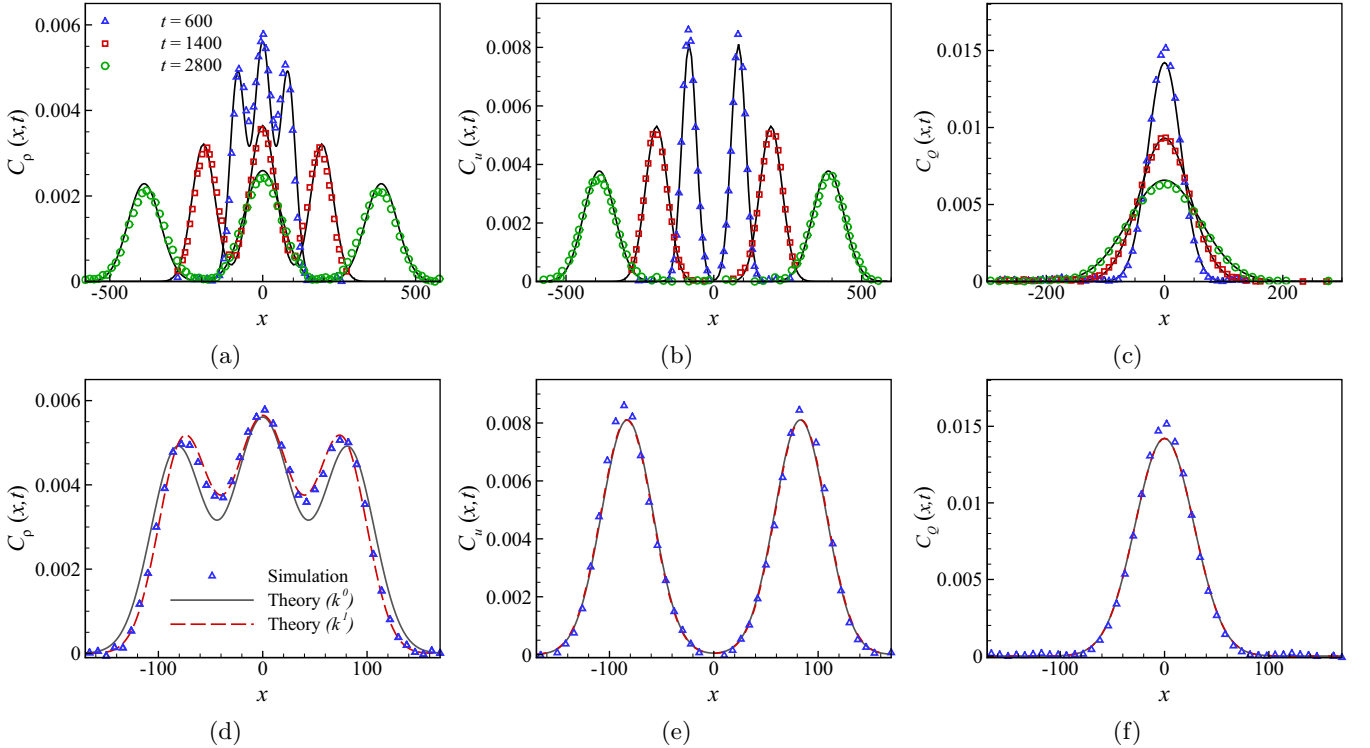 C_ρ (x,t)
0.006
0.004
0.002
0
t = 600
t = 1400
t = 2800
-500
0
500
x
(a)
C_u (x,t)
0.008
0.006
0.004
0.002
0
-500
0
500
x
(b)
C_Q (x,t)
0.015
0.01
0.005
0
-200
0
200
x
(c)
C_ρ (x,t)
0.006
0.004
0.002
0
Simulation
Theory (k^0)
Theory (k^1)
-100
0
100
x
(d)
C_u (x,t)
0.008
0.006
0.004
0.002
0
-100
0
100
x
(e)
C_Q (x,t)
0.015
0.01
0.005
0
-100
0
100
x
(f)